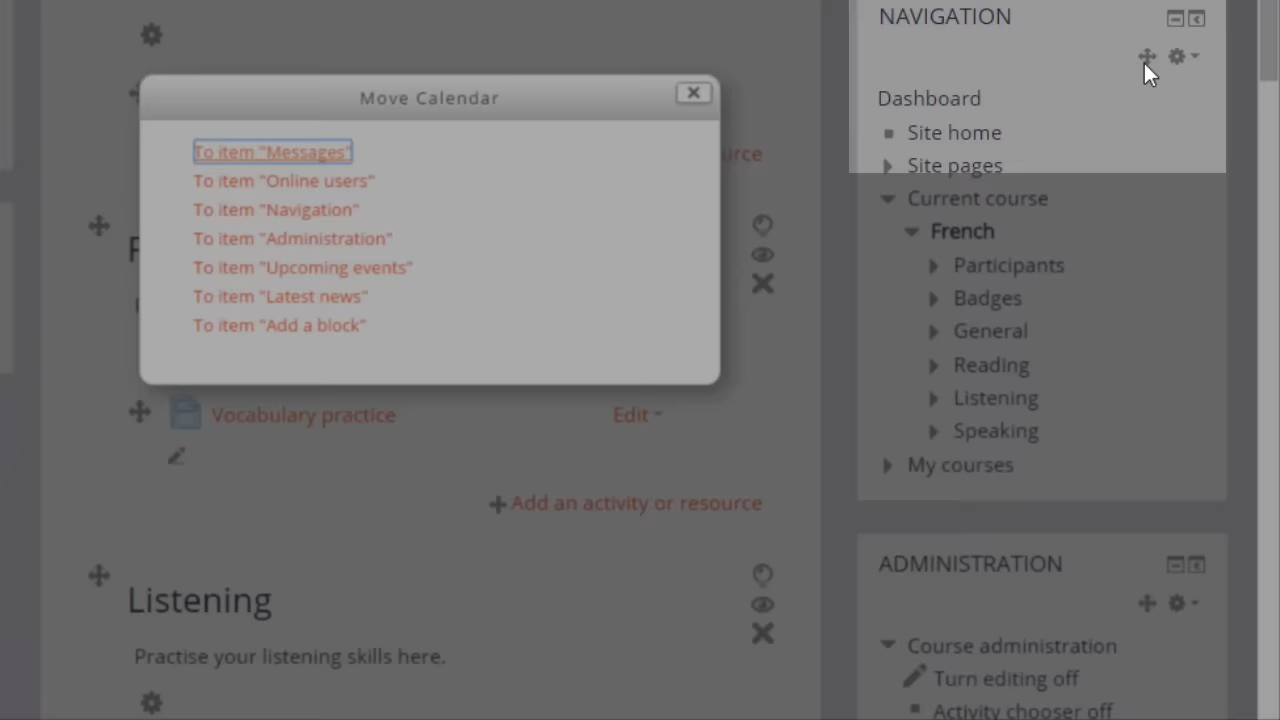 NAVIGATION
Move Calendar
Dashboard
To item "Messages"
Site home
To item "Online users"
Site pages
To item "Navigation"
Current course
To item "Administration"
French
To item "Upcoming events"
Participants
To item "Latest news"
Badges
To item "Add a block"
General
Reading
Listening
Vocabulary practice
Edit
Speaking
My courses
Add an activity or resource
ADMINISTRATION
Listening
Course administration
Practise your listening skills here.
Turn editing off
Activity chooser off